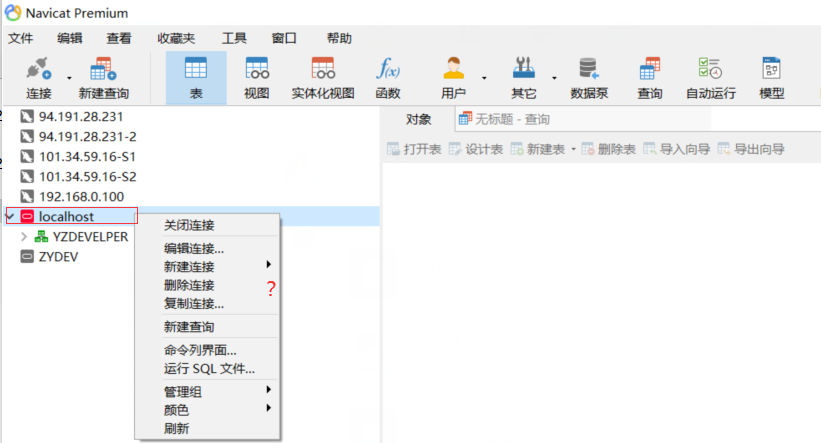 Navicat Premium
文件 编辑 查看 收藏夹 工具 窗口 帮助
连接 新建查询 表 视图 实体化视图 函数 用户 其它 数据泵 查询 自动运行 模型
f(x)
对象 无标题 - 查询
打开表 设计表 新建表 删除表 导入向导 导出向导
94.191.28.231
94.191.28.231-2
101.34.59.16-S1
101.34.59.16-S2
192.168.0.100
localhost
YZDEVELPER
ZYDEV
关闭连接
编辑连接...
新建连接
删除连接 ?
复制连接...
新建查询
命令列界面...
运行 SQL 文件...
管理组
颜色
刷新